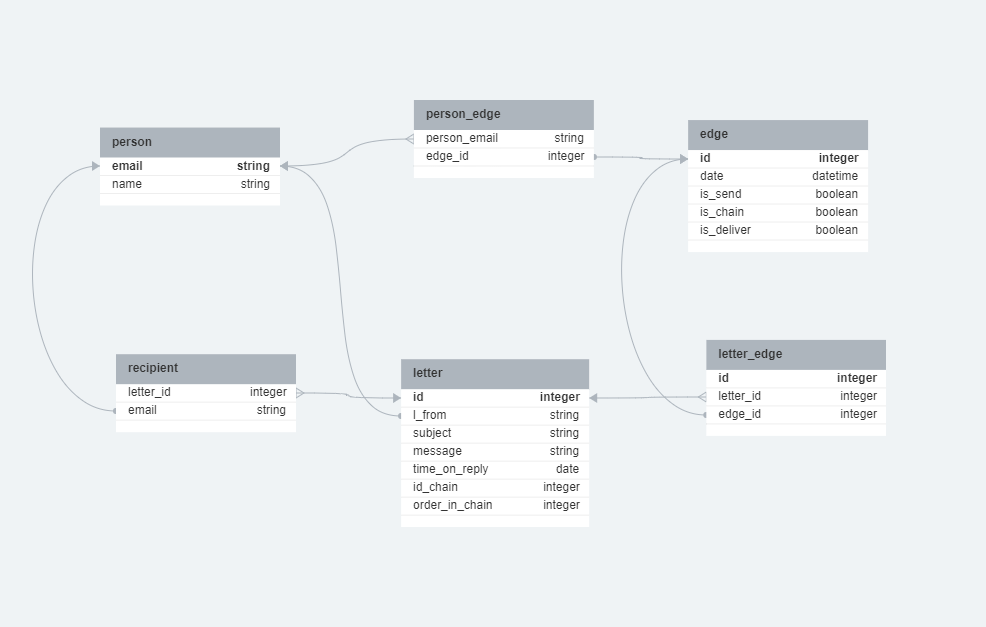 person
email string
name string
person_edge
person_email string
edge_id integer
edge
id integer
date datetime
is_send boolean
is_chain boolean
is_deliver boolean
recipient
letter_id integer
email string
letter
id integer
l_from string
subject string
message string
time_on_reply date
id_chain integer
order_in_chain integer
letter_edge
id integer
letter_id integer
edge_id integer